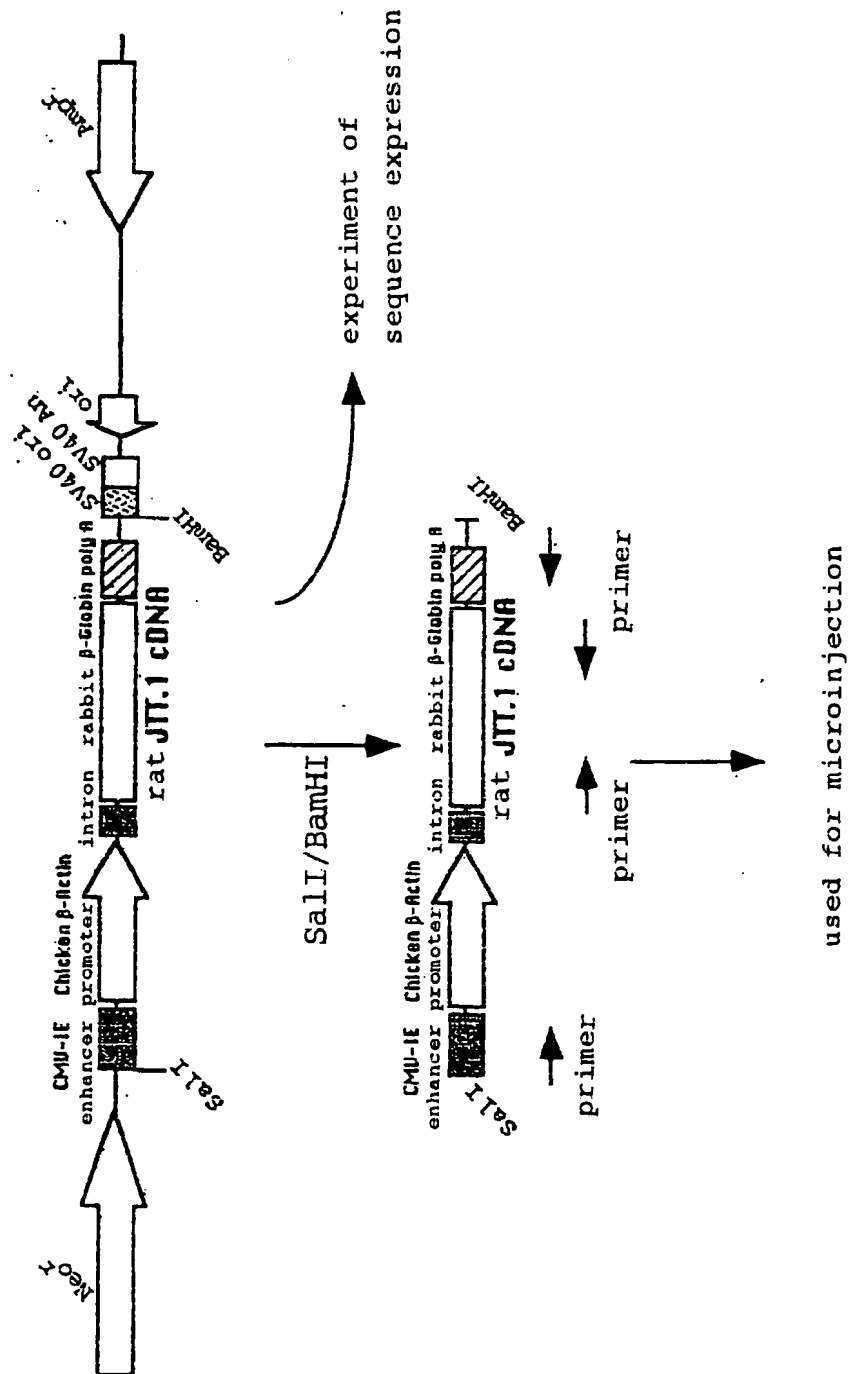 Neo^r
SalI
CMV-IE
enhancer
Chicken β-Actin
promoter
intron
rat JTT.1 cDNA
rabbit β-Globin poly A
BamHI
SV40 ori
SV40 An
ori
Amp^r
SalI/BamHI
experiment of
sequence expression
SalI
CMV-IE
enhancer
Chicken β-Actin
promoter
intron
rat JTT.1 cDNA
rabbit β-Globin poly A
BamHI
primer
primer
primer
used for microinjection